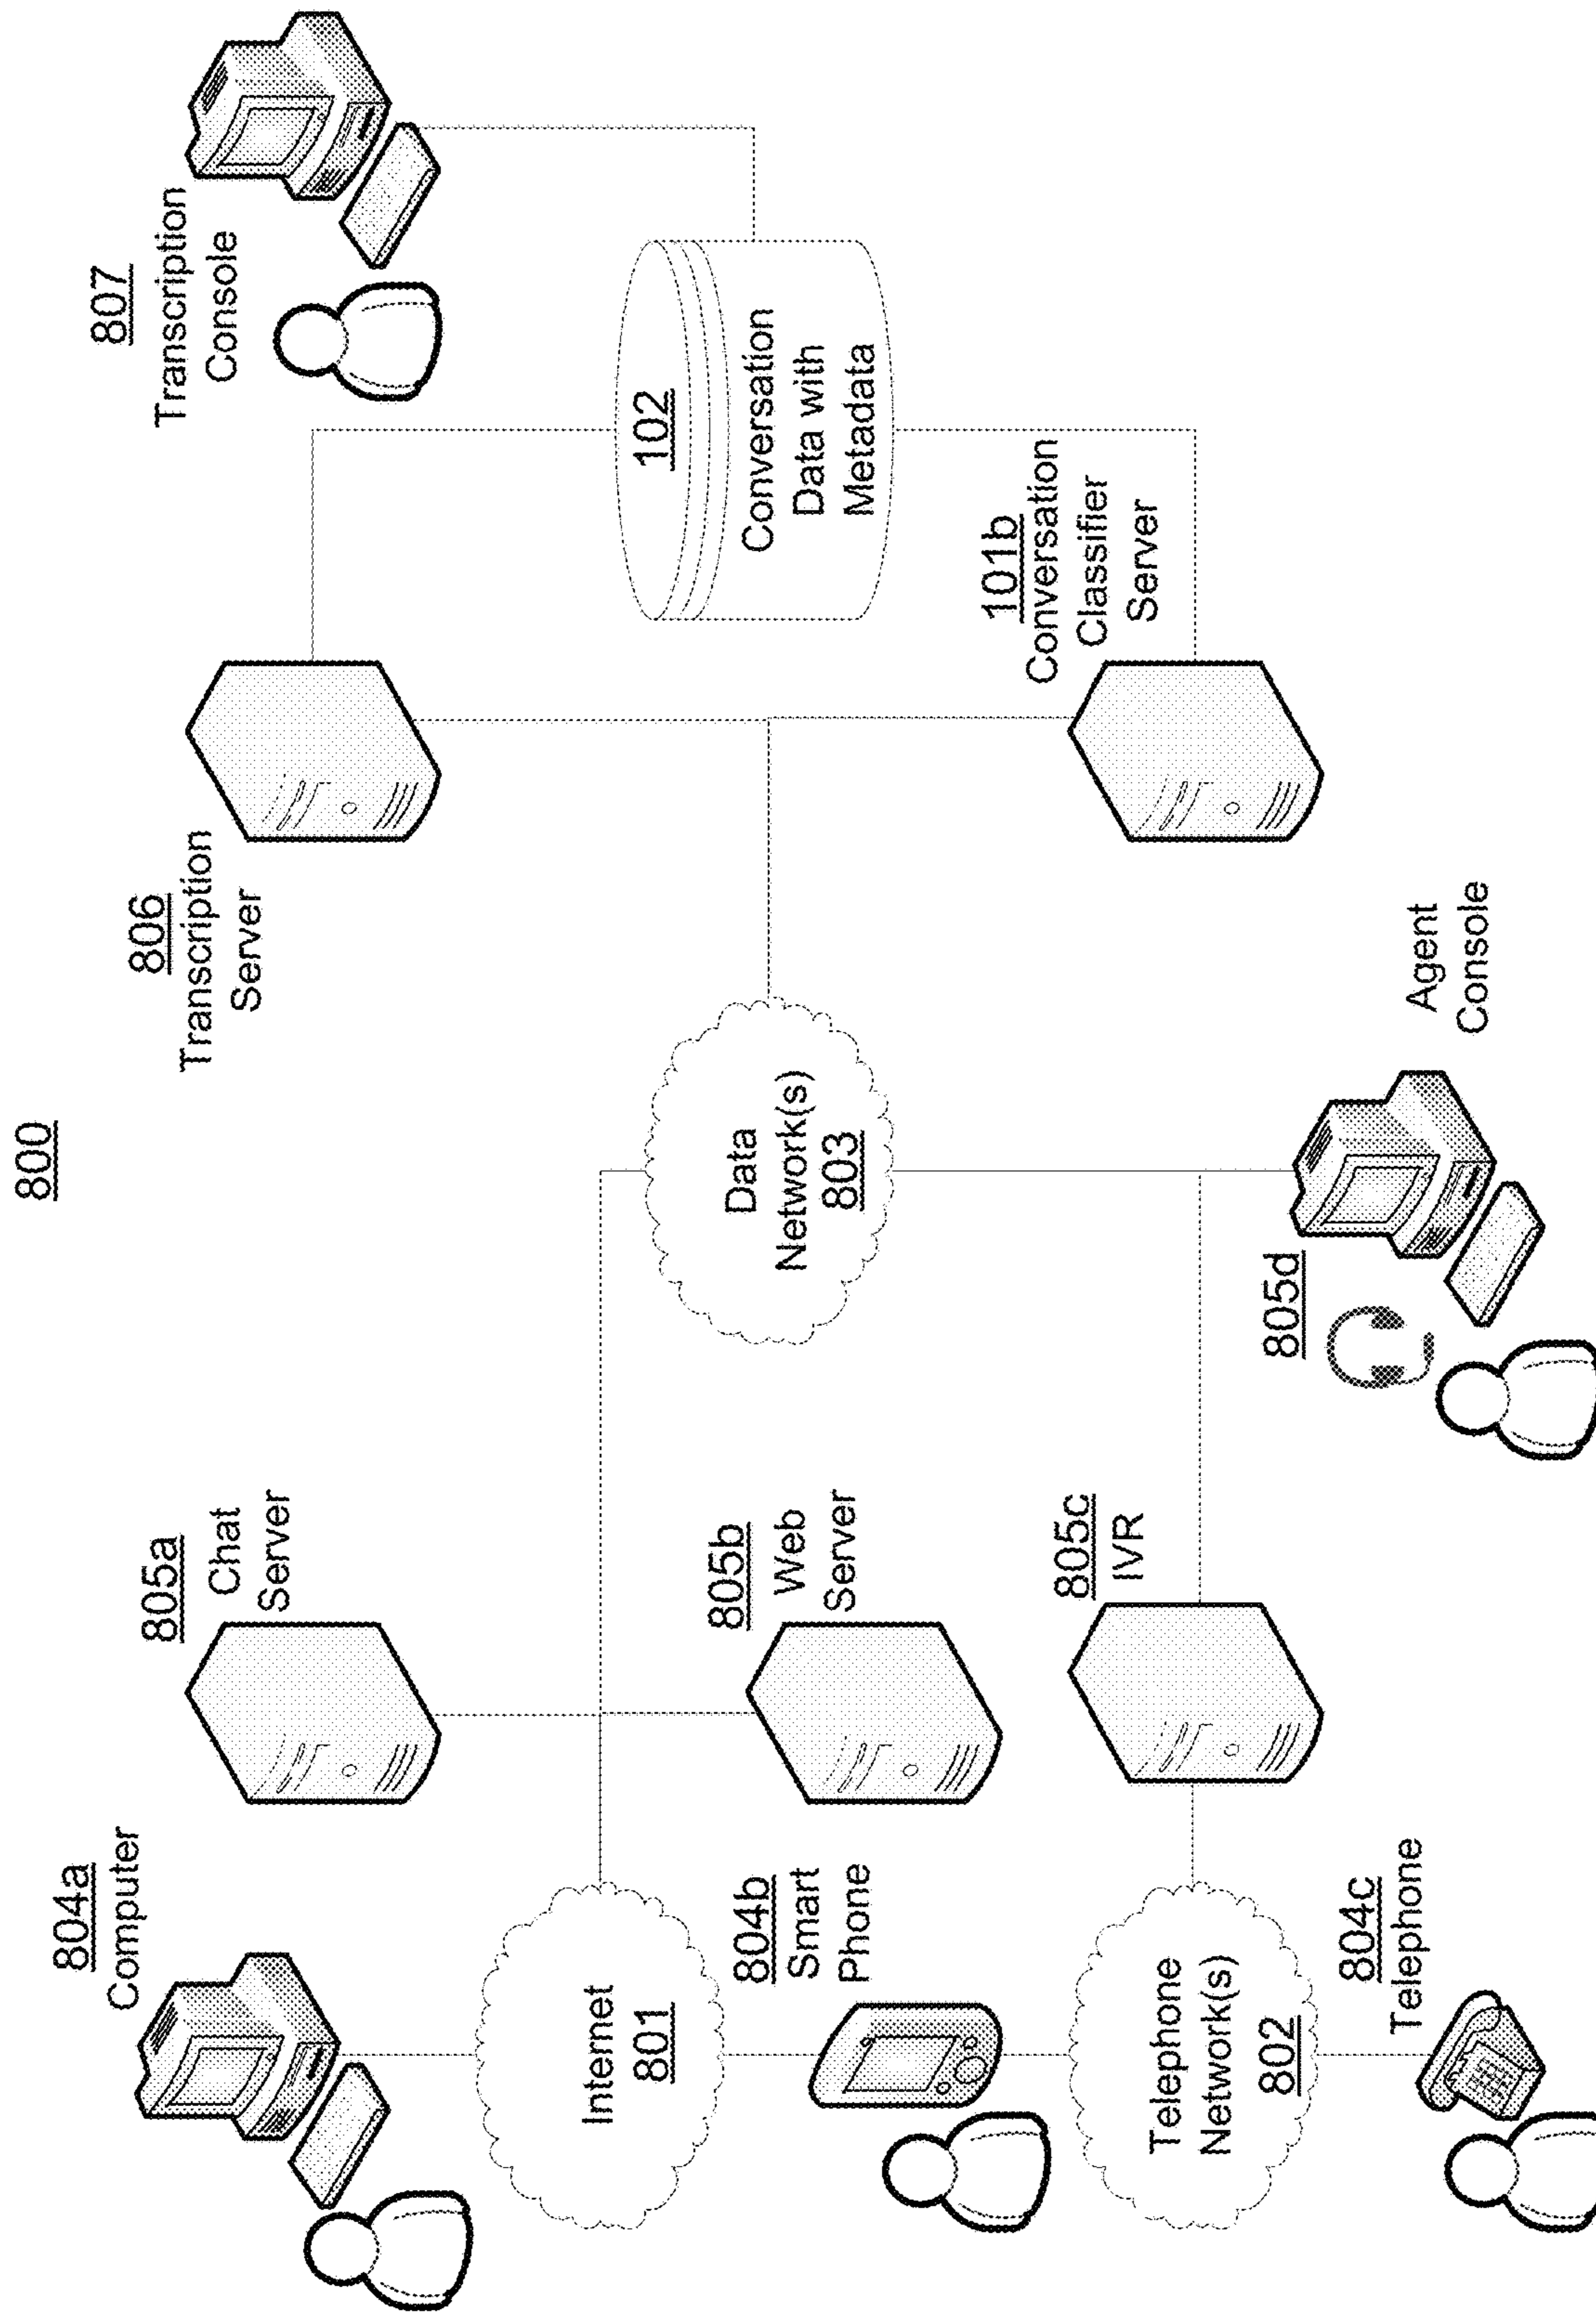 800
804a
Computer
805a
Chat
Server
806
Transcription
Server
807
Transcription
Console
Internet
801
Data
Network(s)
803
102
Conversation
Data with
Metadata
804b
Smart
Phone
805b
Web
Server
101b
Conversation
Classifier
Server
Telephone
Network(s)
802
805c
IVR
805d
Agent
Console
804c
Telephone